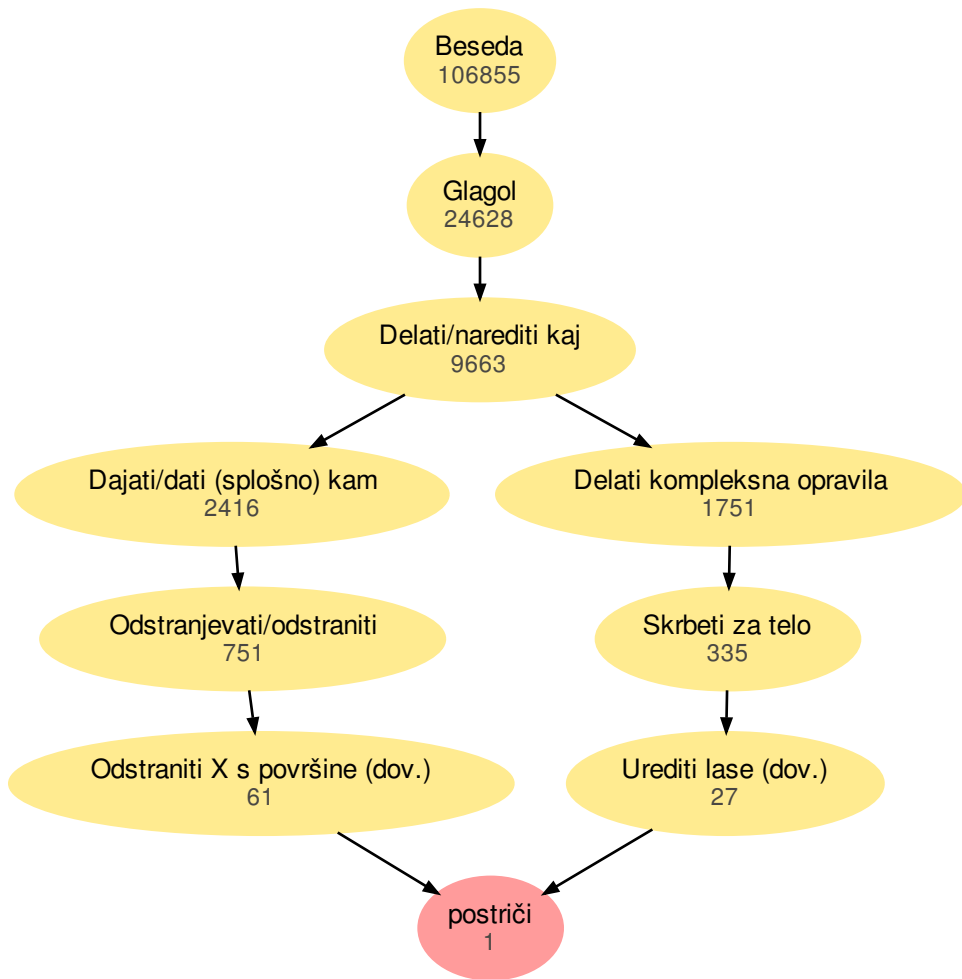 Beseda
106855
Glagol
24628
Delati/narediti kaj
9663
Dajati/dati (splošno) kam
2416
Delati kompleksna opravila
1751
Odstranjevati/odstraniti
751
Skrbeti za telo
335
Odstraniti X s površine (dov.)
61
Urediti lase (dov.)
27
postriči
1